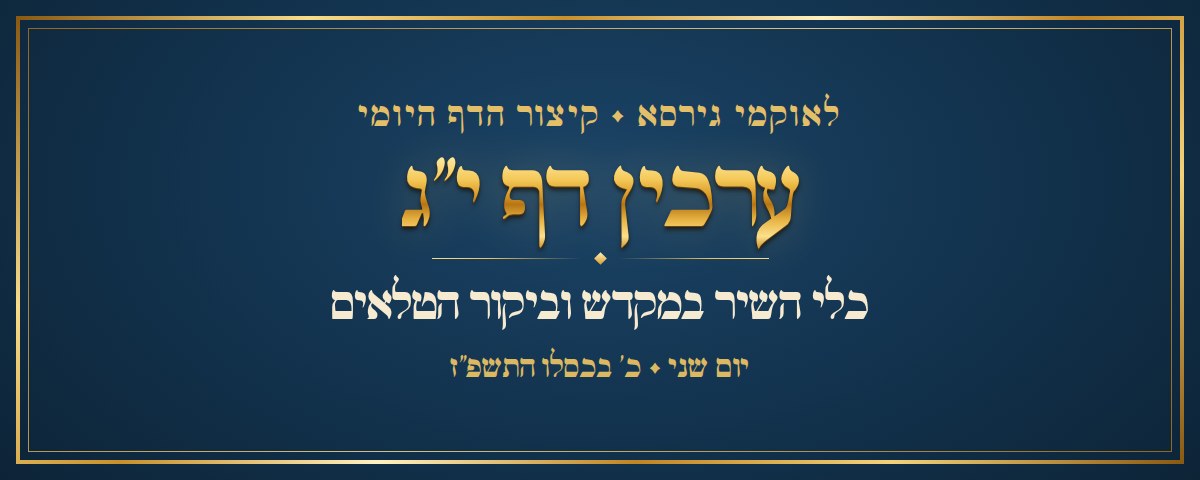 לאוקמי גירסא ✦ קיצור הדף היומי
ערכין דף י"ג
כלי השיר במקדש וביקור הטלאים
יום שני ✦ כ' בכסלו התשפ"ז